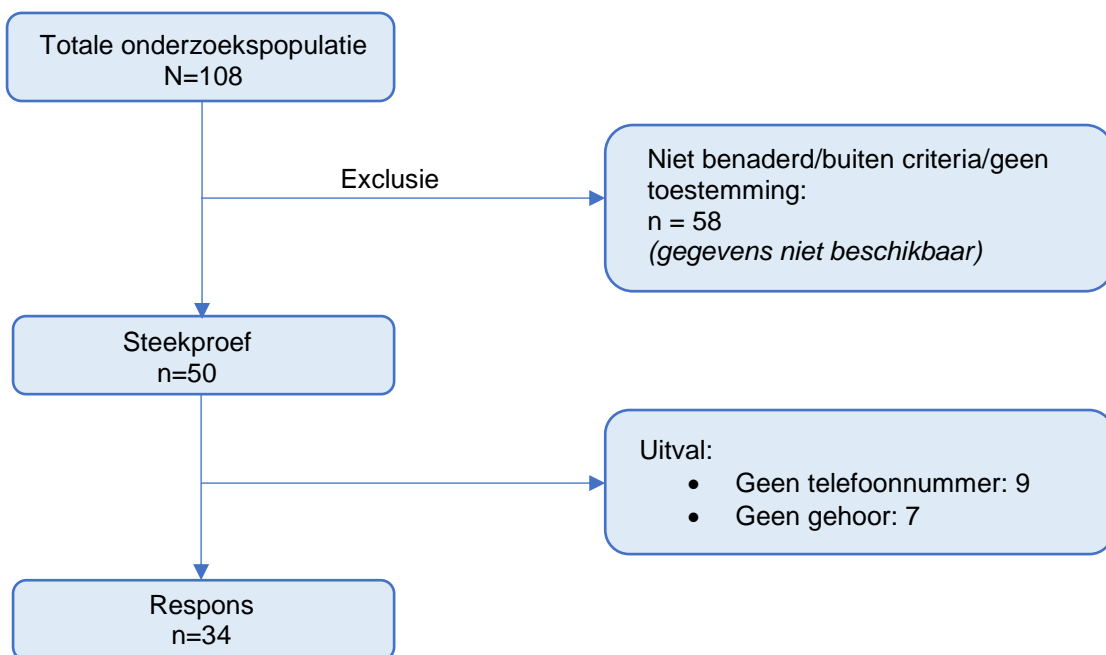 Totale onderzoekspopulatie
N=108
Exclusie
Niet benaderd/buiten criteria/geen
toestemming:
n = 58
(gegevens niet beschikbaar)
Steekproef
n=50
Uitval:
• Geen telefoonnummer: 9
• Geen gehoor: 7
Respons
n=34